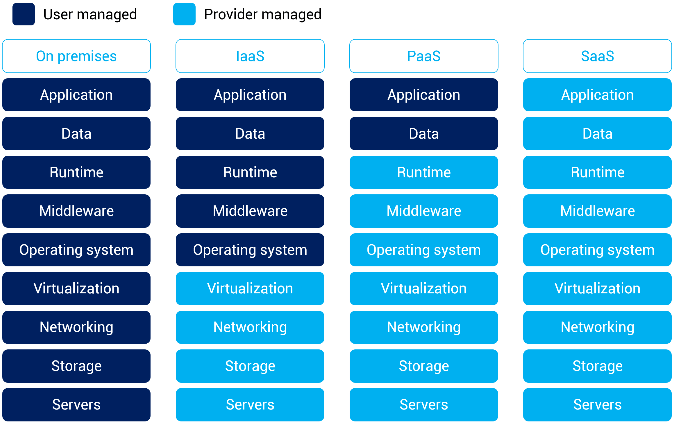 User managed Provider managed
On premises IaaS PaaS SaaS
Application Application Application Application
Data Data Data Data
Runtime Runtime Runtime Runtime
Middleware Middleware Middleware Middleware
Operating system Operating system Operating system Operating system
Virtualization Virtualization Virtualization Virtualization
Networking Networking Networking Networking
Storage Storage Storage Storage
Servers Servers Servers Servers